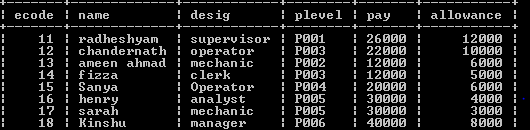 ecode | name | desig | plevel | pay | allowance
11 | radheshyam | supervisor | P001 | 26000 | 12000
12 | chandernath | operator | P003 | 22000 | 10000
13 | ameen ahmad | mechanic | P002 | 12000 | 6000
14 | fizza | clerk | P003 | 12000 | 5000
15 | Sanya | Operator | P004 | 20000 | 6000
16 | henry | analyst | P005 | 30000 | 4000
17 | sarah | mechanic | P005 | 30000 | 3000
18 | Kinshu | manager | P006 | 40000 | 8000